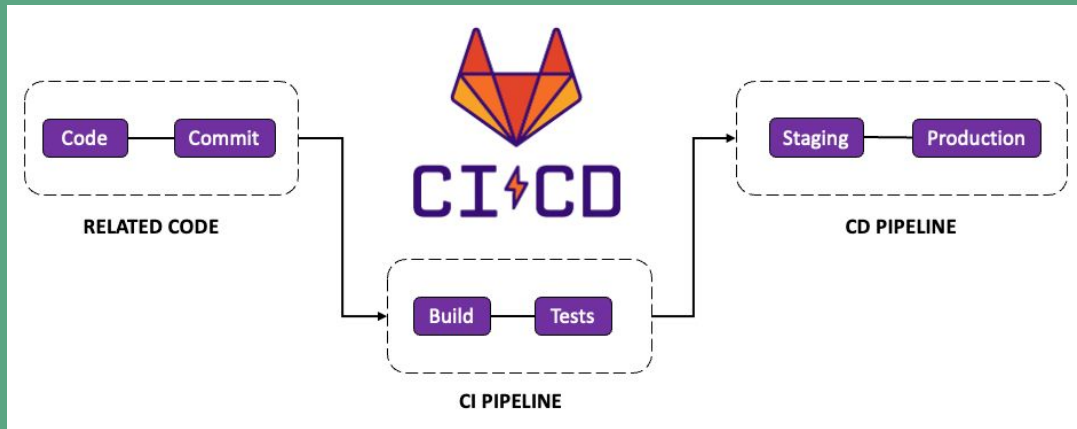 Code
Commit
RELATED CODE
CI CD
Build
Tests
CI PIPELINE
Staging
Production
CD PIPELINE